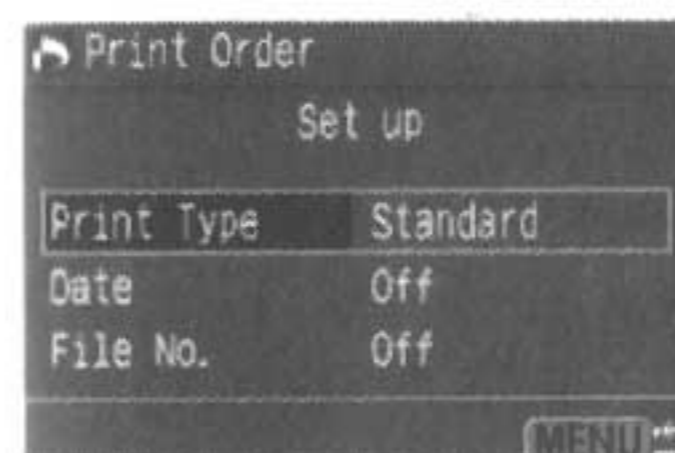 Print Order
Set up
Print Type Standard
Date Off
File No. Off
MENU